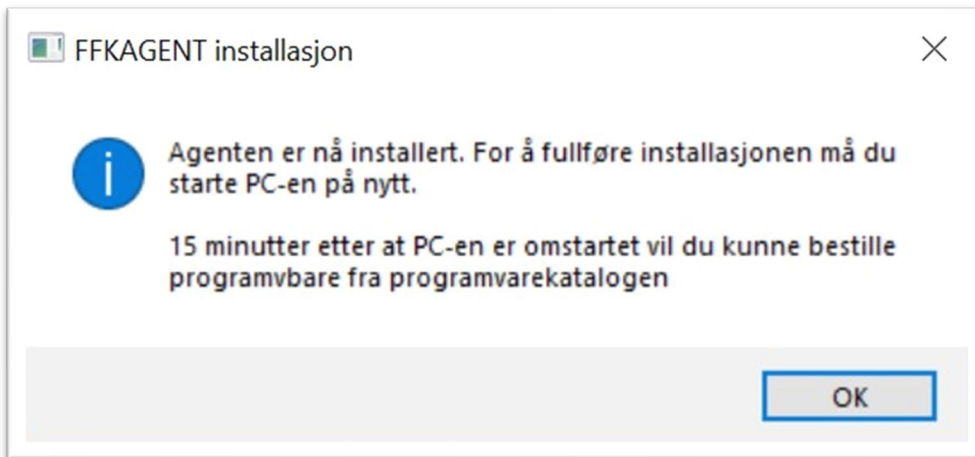 FFKAGENT installasjon
Agenten er nå installert. For å fullføre installasjonen må du
starte PC-en på nytt.
15 minutter etter at PC-en er omstartet vil du kunne bestille
programvbare fra programvarekatalogen
OK